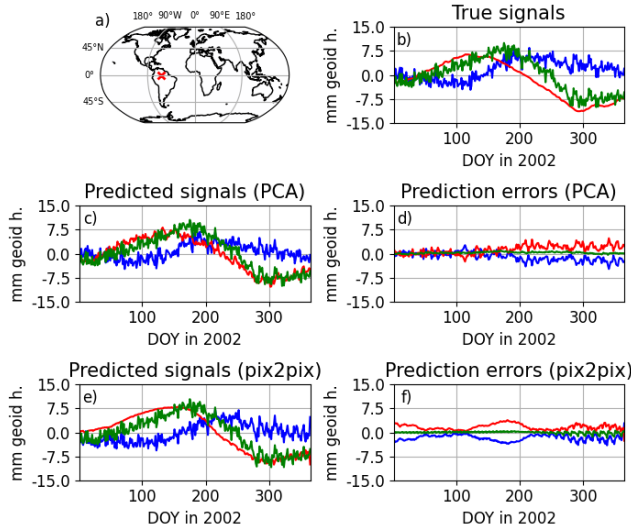 a)
180° 90°W 0° 90°E 180°
45°N
0°
45°S
True signals
b)
mm geoid h.
15.0
7.5
0.0
-7.5
-15.0
100 200 300
DOY in 2002
Predicted signals (PCA)
c)
mm geoid h.
15.0
7.5
0.0
-7.5
-15.0
100 200 300
DOY in 2002
Prediction errors (PCA)
d)
mm geoid h.
15.0
7.5
0.0
-7.5
-15.0
100 200 300
DOY in 2002
Predicted signals (pix2pix)
e)
mm geoid h.
15.0
7.5
0.0
-7.5
-15.0
100 200 300
DOY in 2002
Prediction errors (pix2pix)
f)
mm geoid h.
15.0
7.5
0.0
-7.5
-15.0
100 200 300
DOY in 2002